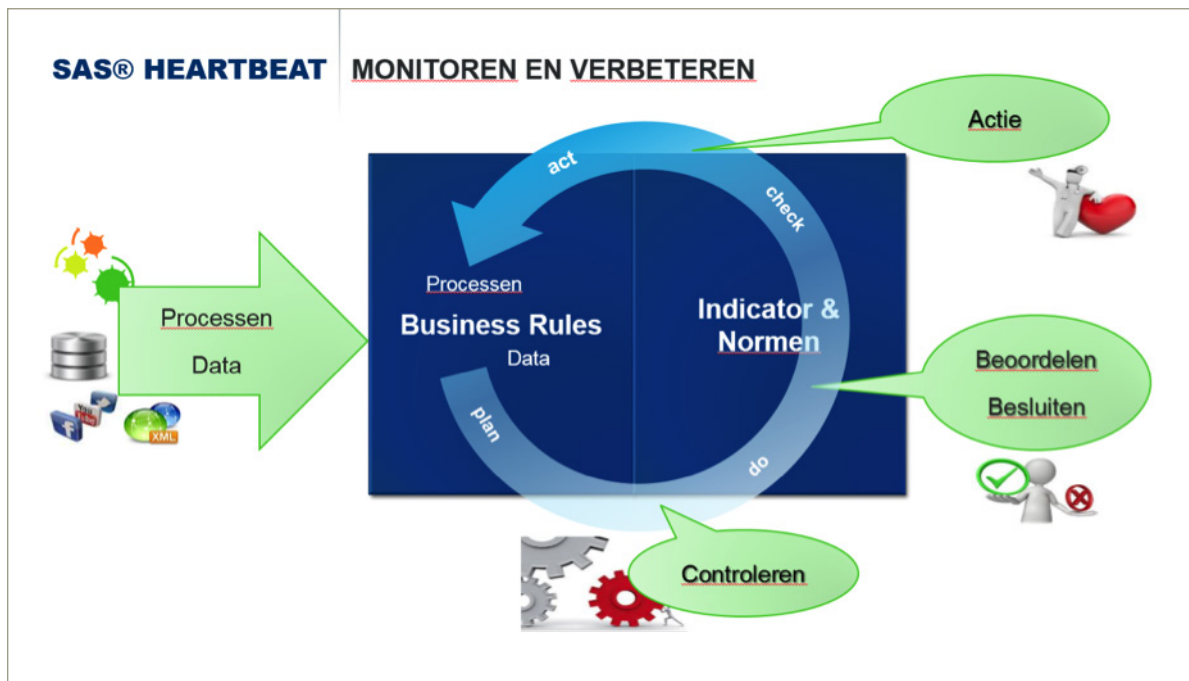 SAS® HEARTBEAT MONITOREN EN VERBETEREN
Actie
act
check
Processen
Data
Processen
Business Rules
Data
Indicator &
Normen
Beoordelen
Besluiten
plan
do
XML
You
f
Controleren